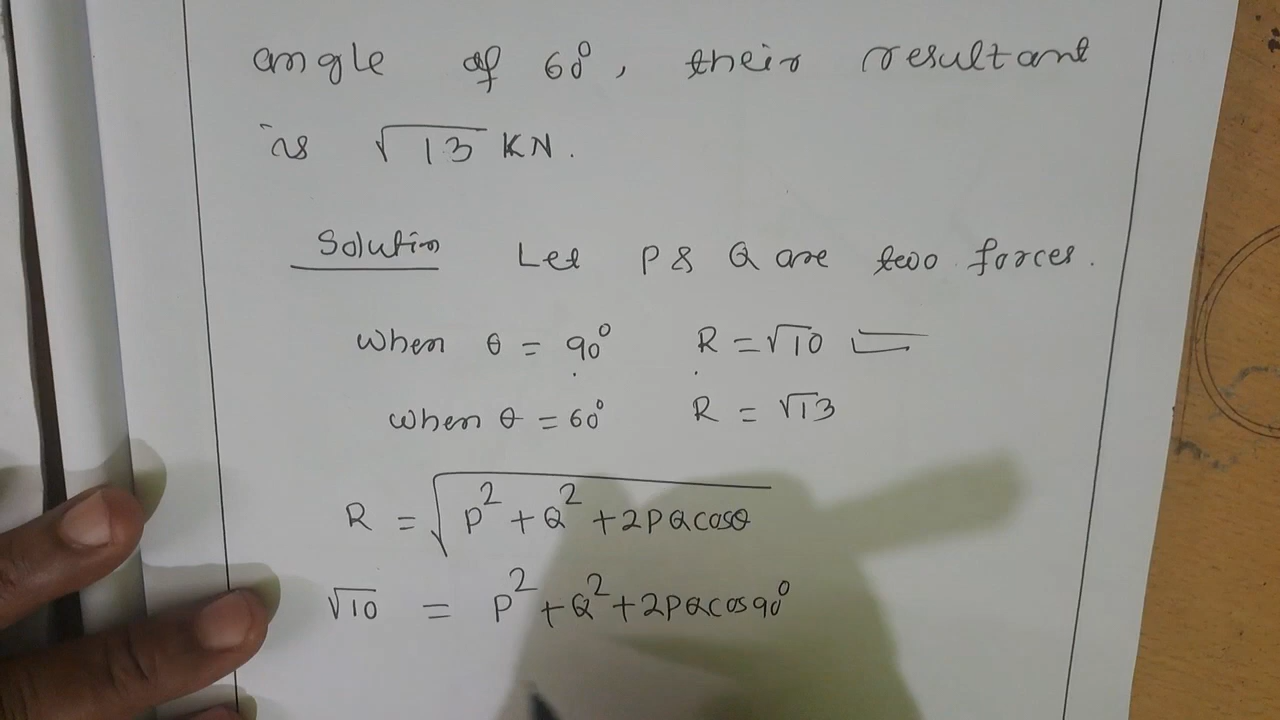 angle of 60°, their resultant
is √13 KN.
Solution Let P & Q are two forces.
when θ = 90° R = √10
when θ = 60° R = √13
R = √P² + Q² + 2PQcosθ
√10 = P² + Q² + 2PQcos90°